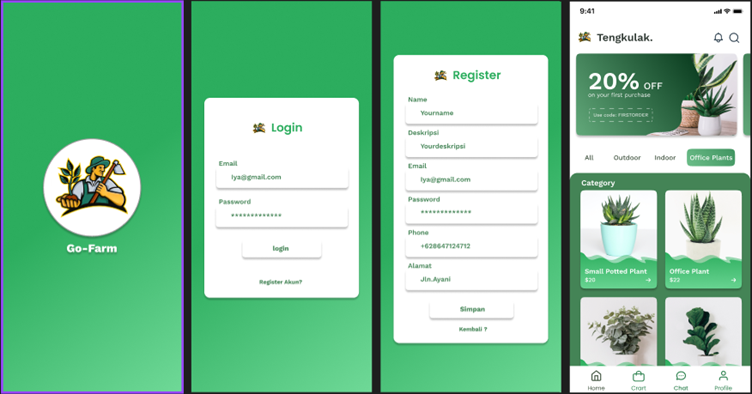 Go-Farm
Login
Email
Iya@gmail.com
Password
*************
login
Register Akun?
Register
Name
Yourname
Deskripsi
Yourdeskripsi
Email
Iya@gmail.com
Password
*************
Phone
+628647124712
Alamat
Jln.Ayani
Simpan
Kembali ?
9:41
Tengkulak.
20% OFF
on your first purchase
Use code: FIRSTORDER
All Outdoor Indoor Office Plants
Category
Small Potted Plant
$20
Office Plant
$22
Home Crart Chat Profile